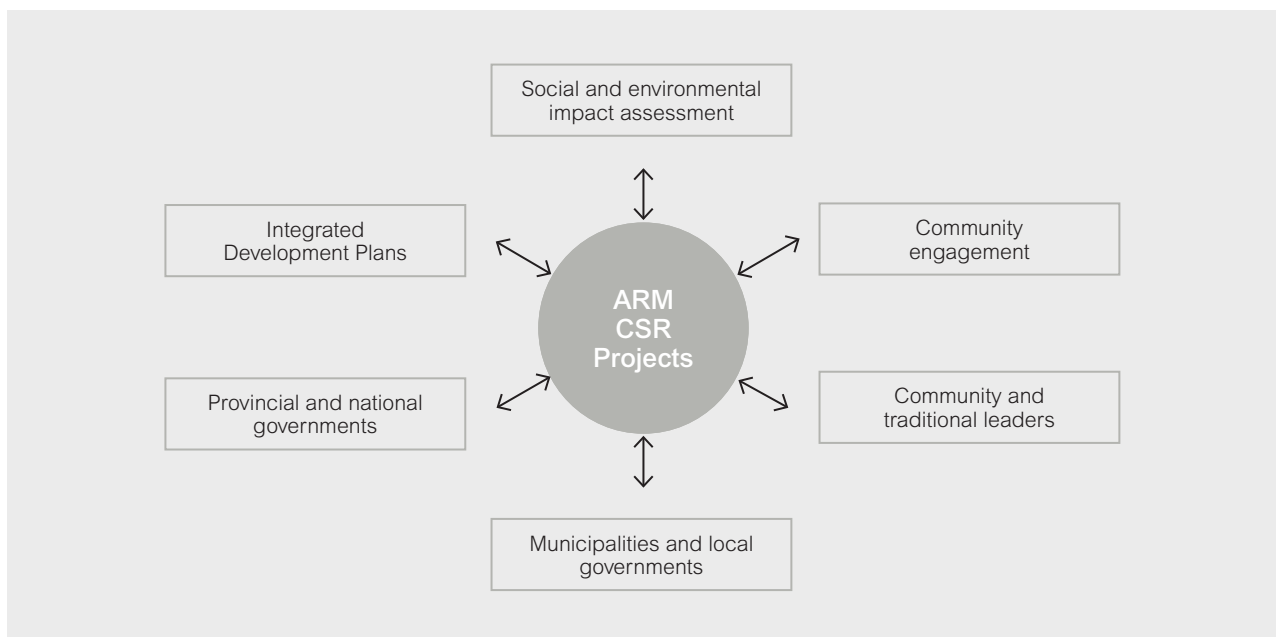 Social and environmental
impact assessment
Integrated
Development Plans
Community
engagement
ARM
CSR
Projects
Provincial and national
governments
Community and
traditional leaders
Municipalities and local
governments